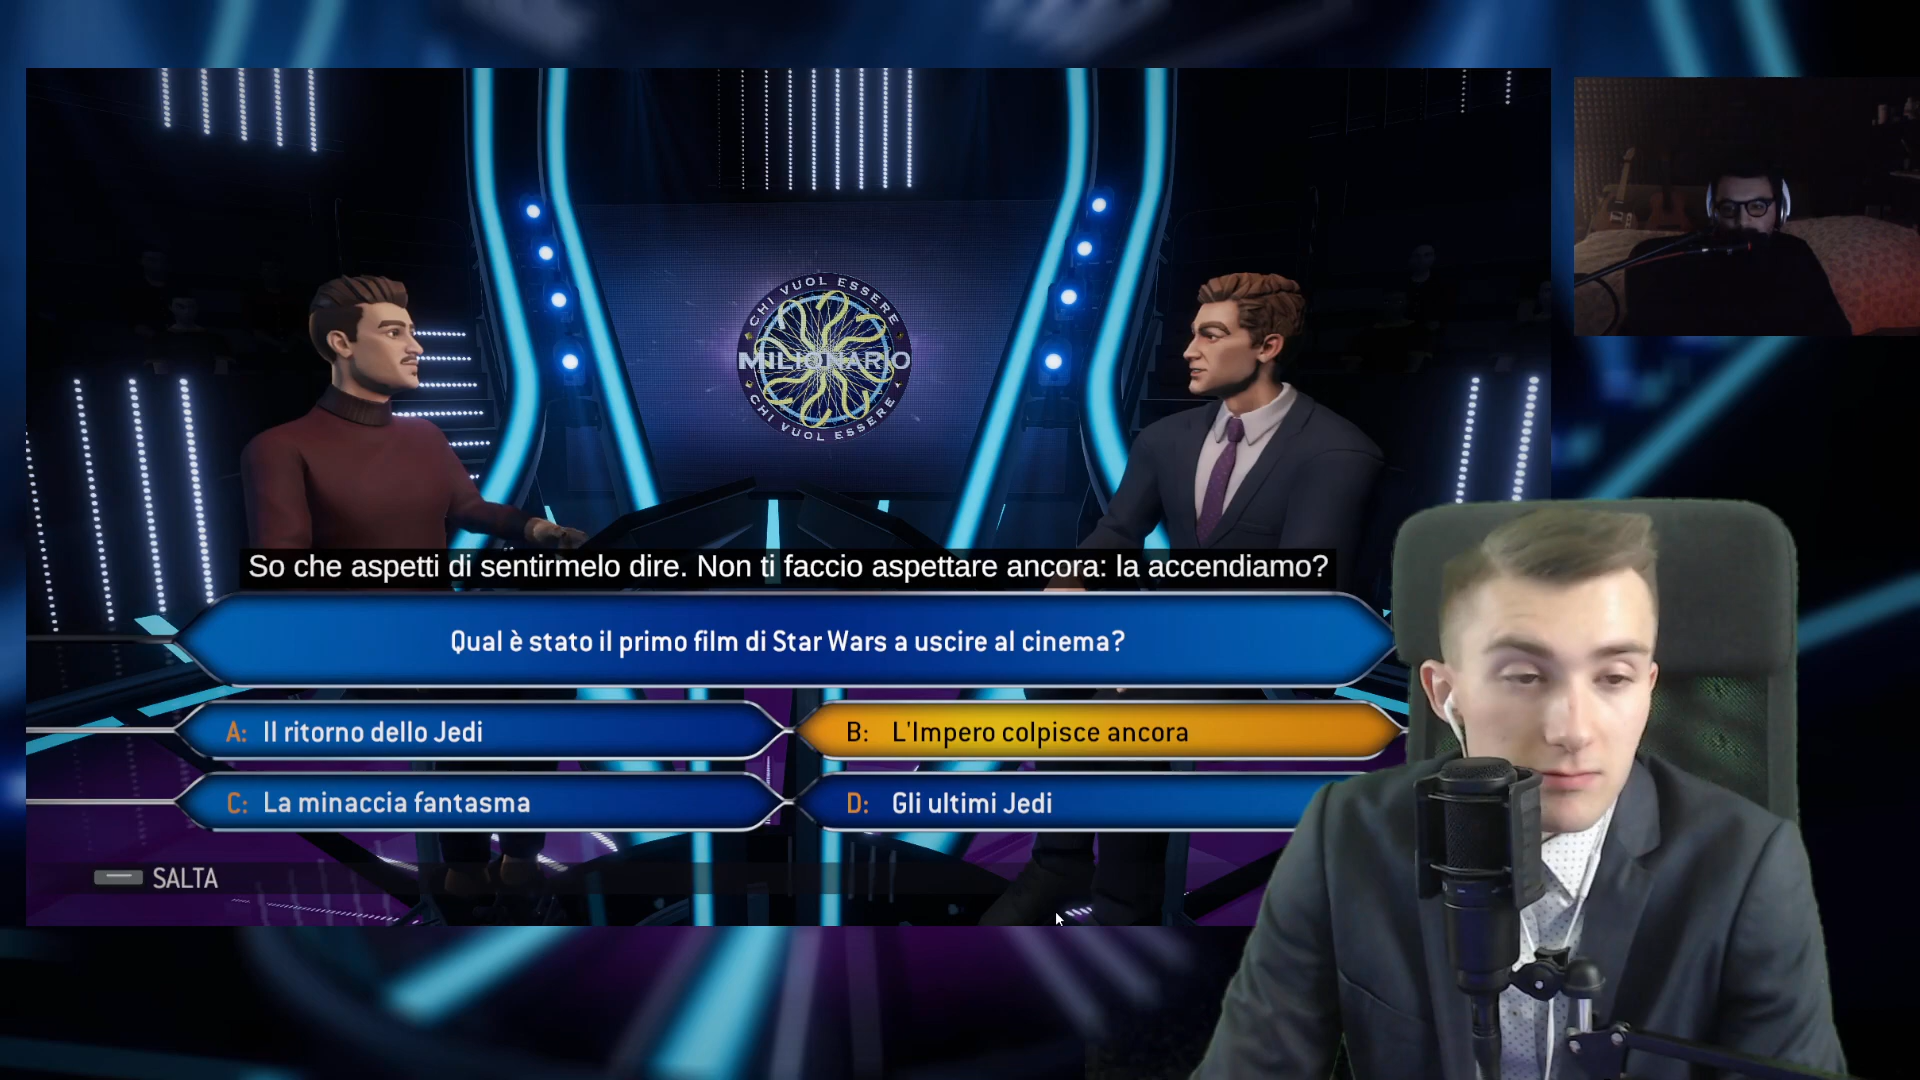 CHI VUOL ESSERE
MILIONARIO
CHI VUOL ESSERE
So che aspetti di sentirmelo dire. Non ti faccio aspettare ancora: la accendiamo?
Qual è stato il primo film di Star Wars a uscire al cinema?
A: Il ritorno dello Jedi
B: L'Impero colpisce ancora
C: La minaccia fantasma
D: Gli ultimi Jedi
SALTA